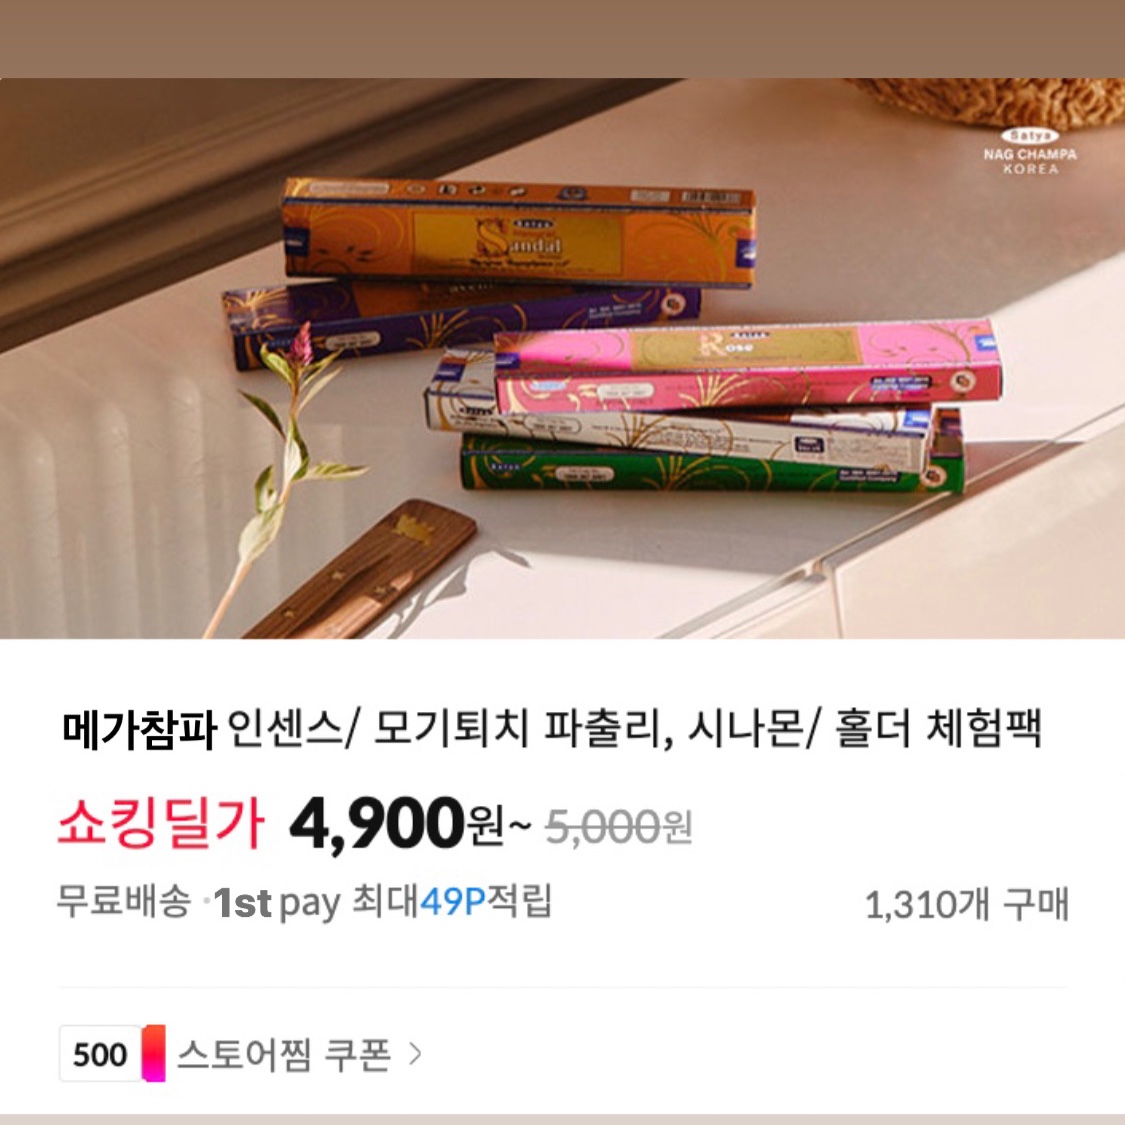 Satya
NAG CHAMPA
KOREA
Satya
Sandal
Rose
Satya
메가참파 인센스/ 모기퇴치 파출리, 시나몬/ 홀더 체험팩
쇼킹딜가 4,900원~ 5,000원
무료배송 ·1st pay 최대49P적립
1,310개 구매
500 스토어찜 쿠폰 >